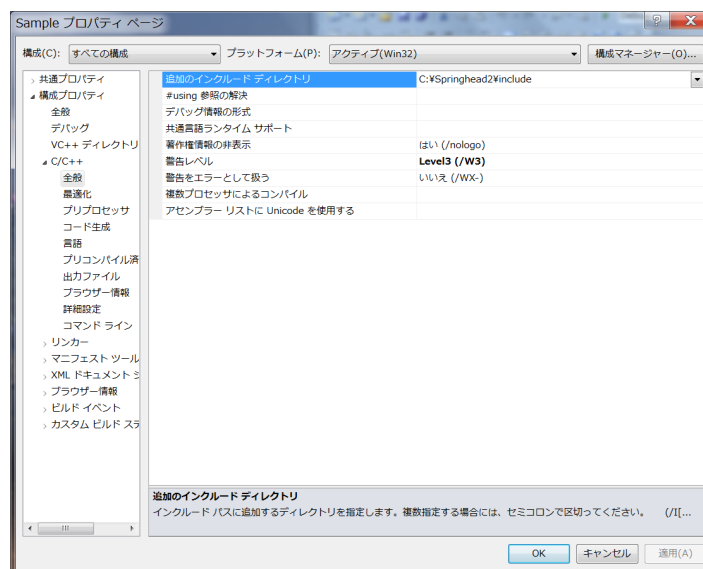 Sample プロパティ ページ
構成(C): すべての構成 プラットフォーム(P): アクティブ(Win32) 構成マネージャー(O)...
共通プロパティ
構成プロパティ
全般
デバッグ
VC++ ディレクトリ
C/C++
全般
最適化
プリプロセッサ
コード生成
言語
プリコンパイル済
出力ファイル
ブラウザー情報
詳細設定
コマンド ライン
リンカー
マニフェスト ツール
XML ドキュメント ジ
ブラウザー情報
ビルド イベント
カスタム ビルド ステ
追加のインクルード ディレクトリ C:¥Springhead2¥include
#using 参照の解決
デバッグ情報の形式
共通言語ランタイム サポート
著作権情報の非表示 はい (/nologo)
警告レベル Level3 (/W3)
警告をエラーとして扱う いいえ (/WX-)
複数プロセッサによるコンパイル
アセンブラー リストに Unicode を使用する
追加のインクルード ディレクトリ
インクルード パスに追加するディレクトリを指定します。複数指定する場合には、セミコロンで区切ってください。 (/I[...
OK キャンセル 適用(A)